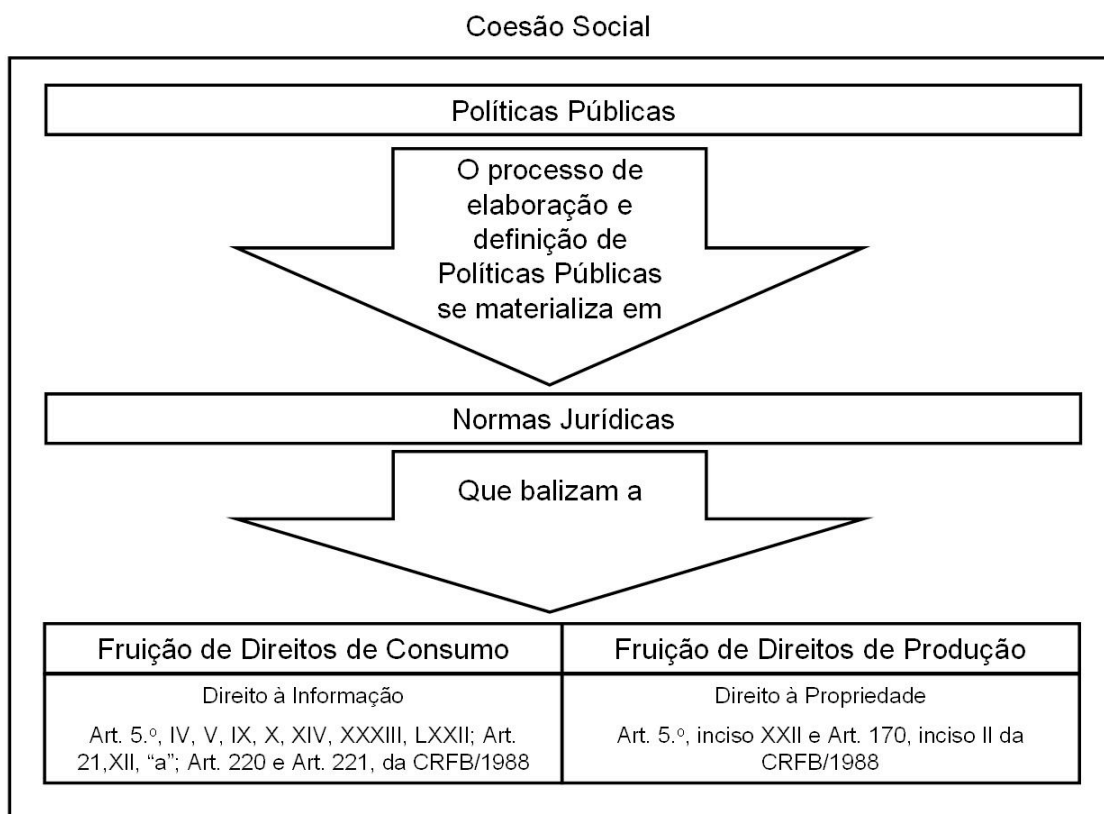 Coesão Social
Políticas Públicas
O processo de
elaboração e
definição de
Políticas Públicas
se materializa em
Normas Jurídicas
Que balizam a
Fruição de Direitos de Consumo
Direito à Informação
Art. 5.º, IV, V, IX, X, XIV, XXXIII, LXXII; Art.
21,XII, “a”; Art. 220 e Art. 221, da CRFB/1988
Fruição de Direitos de Produção
Direito à Propriedade
Art. 5.º, inciso XXII e Art. 170, inciso II da
CRFB/1988